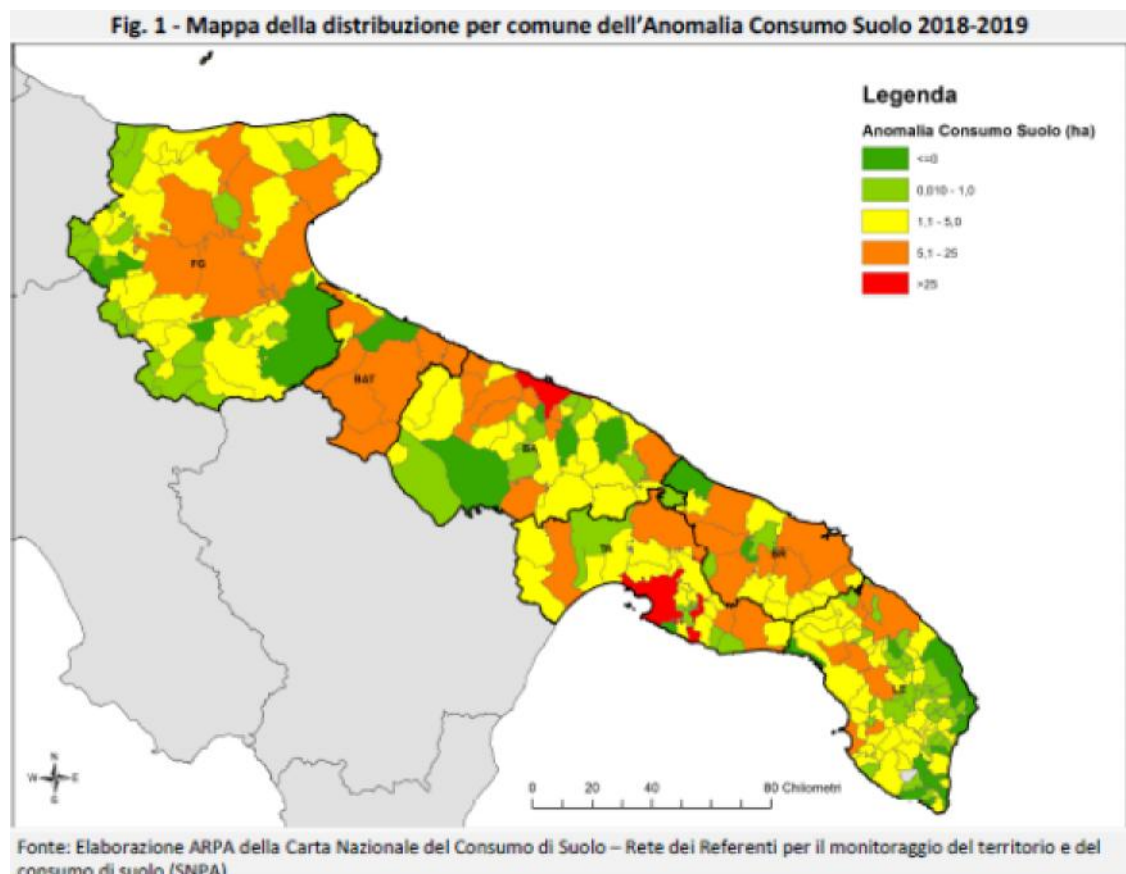 Fig. 1 - Mappa della distribuzione per comune dell'Anomalia Consumo Suolo 2018-2019
Legenda
Anomalia Consumo Suolo (ha)
<=0
0,010 - 1,0
1,1 - 5,0
5,1 - 25
>25
FG
BAT
BA
TA
BR
LE
N
W
E
S
0 20 40 80 Chilometri
Fonte: Elaborazione ARPA della Carta Nazionale del Consumo di Suolo – Rete dei Referenti per il monitoraggio del territorio e del
consumo di suolo (SNPA)